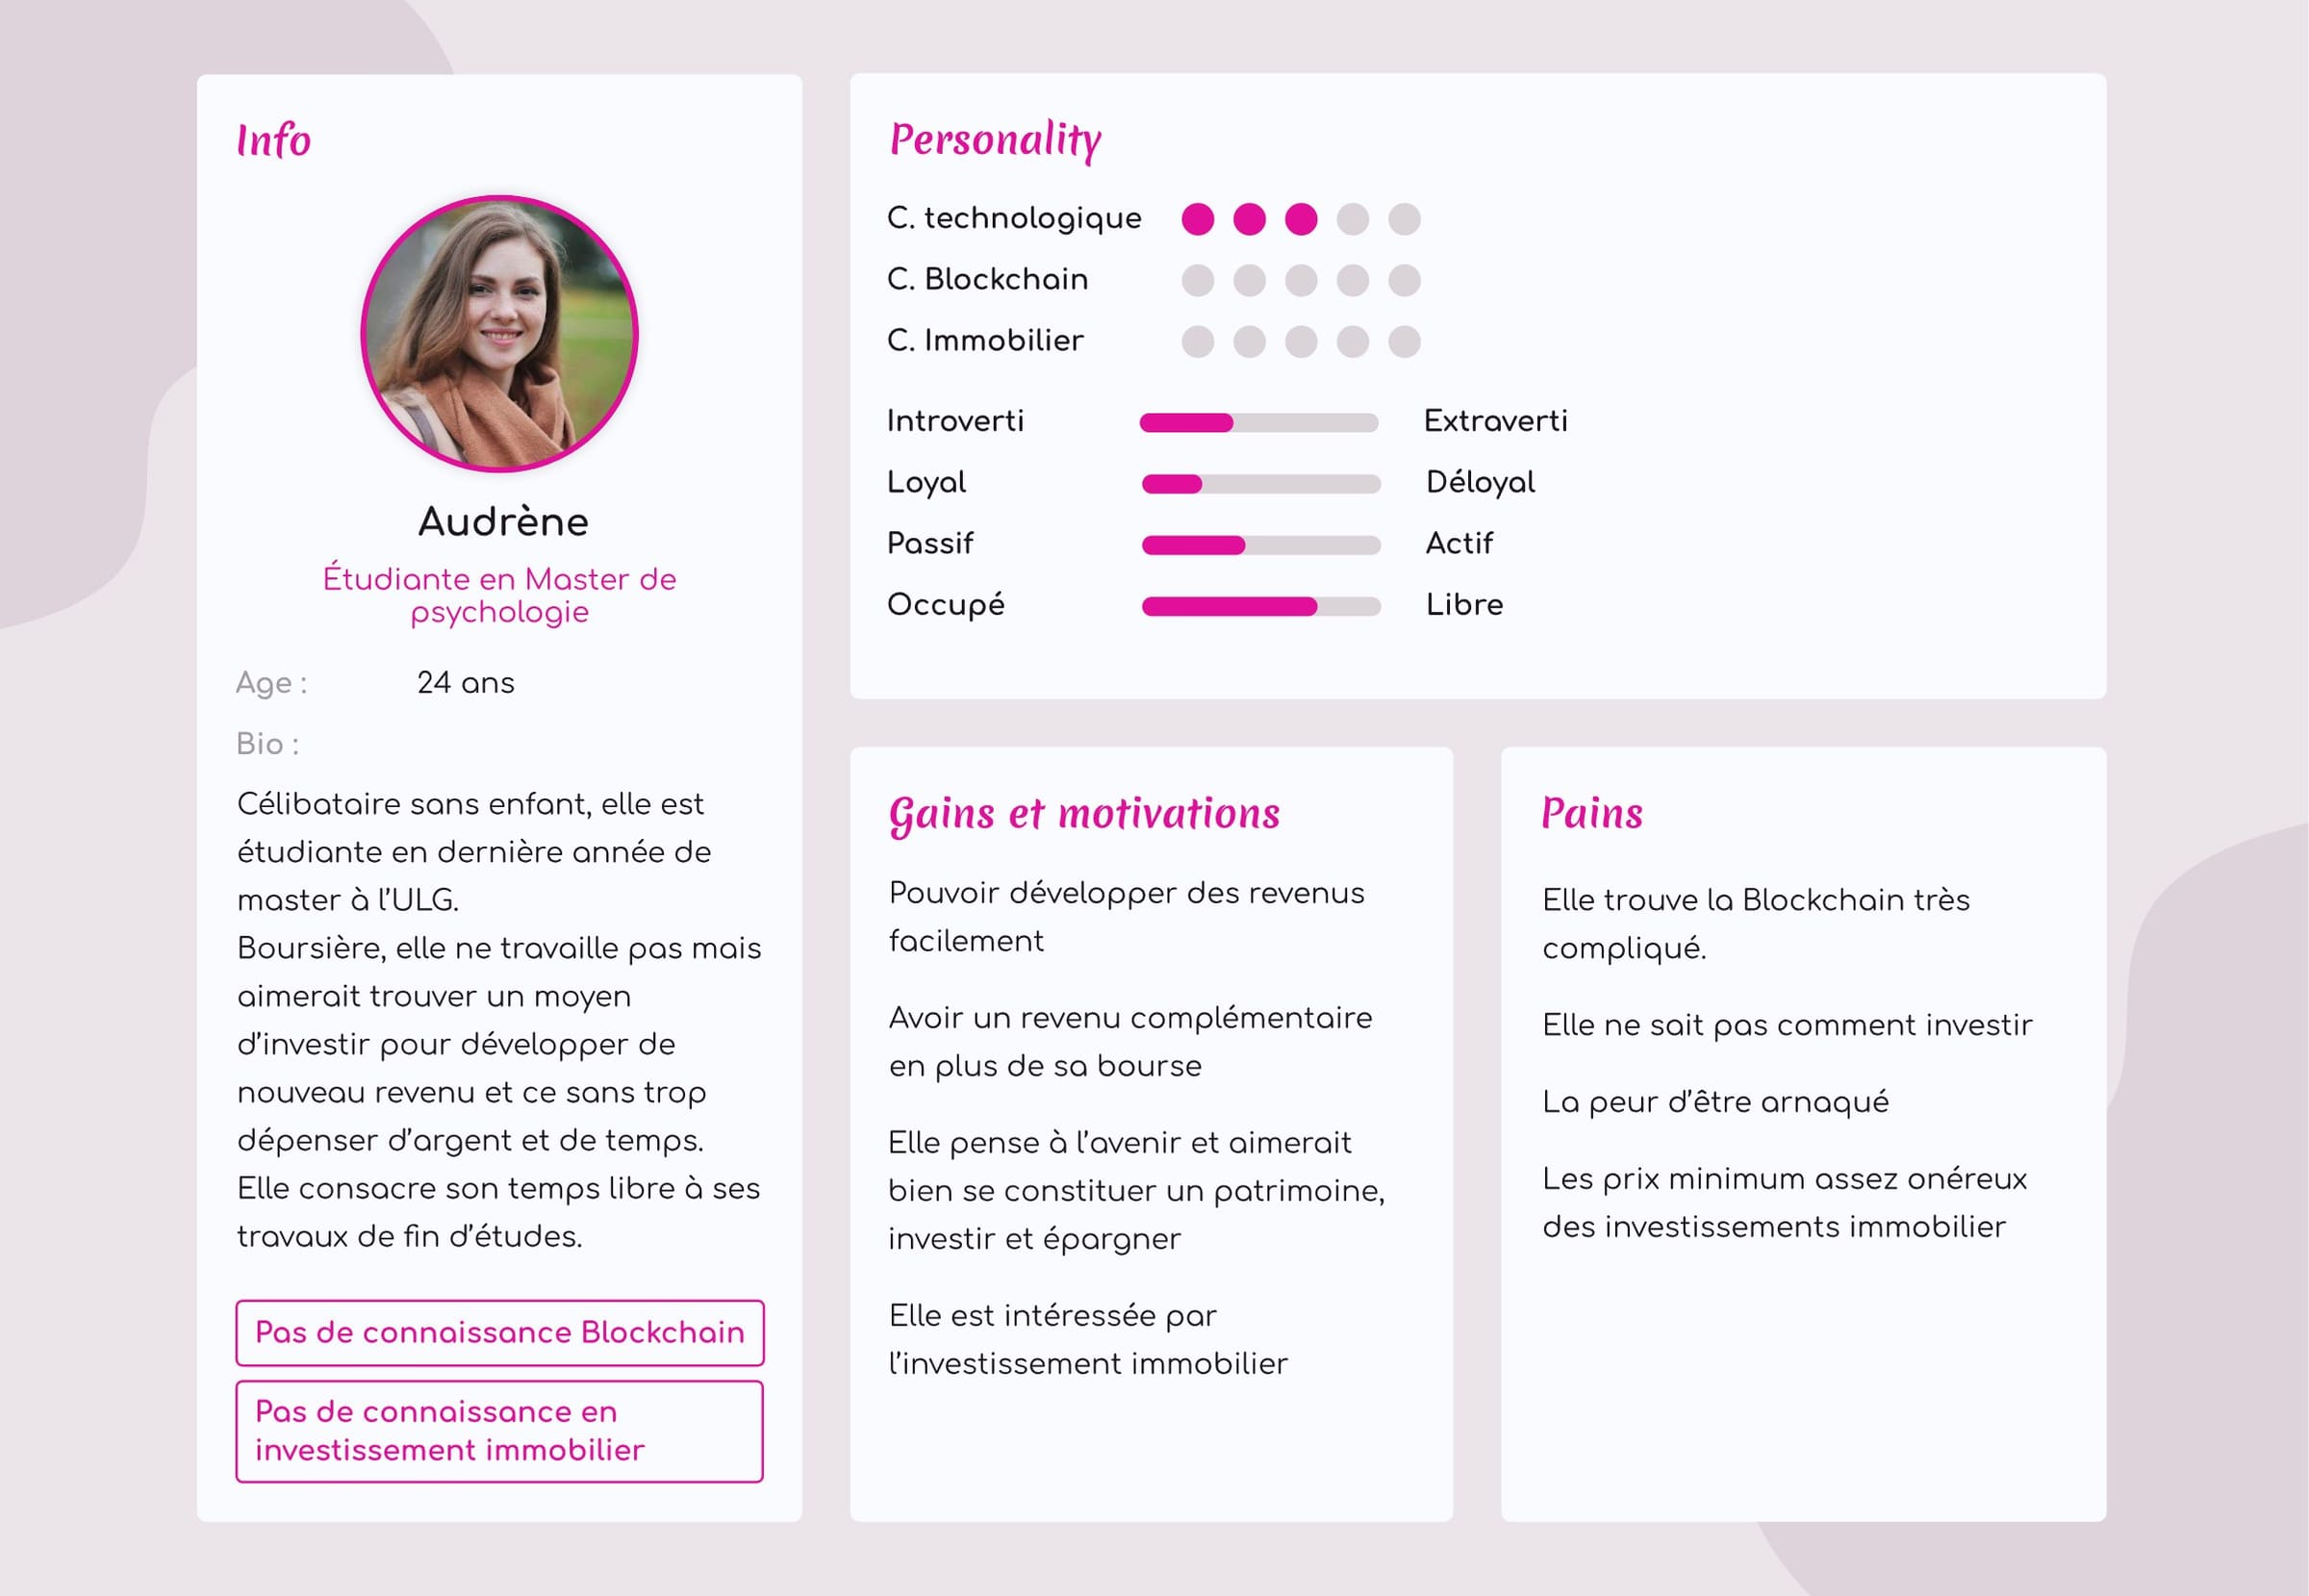 Info
Audrène
Étudiante en Master de
psychologie
Age : 24 ans
Bio :
Célibataire sans enfant, elle est
étudiante en dernière année de
master à l'ULG.
Boursière, elle ne travaille pas mais
aimerait trouver un moyen
d'investir pour développer de
nouveau revenu et ce sans trop
dépenser d'argent et de temps.
Elle consacre son temps libre à ses
travaux de fin d'études.
Pas de connaissance Blockchain
Pas de connaissance en
investissement immobilier
Personality
C. technologique
C. Blockchain
C. Immobilier
Introverti Extraverti
Loyal Déloyal
Passif Actif
Occupé Libre
Gains et motivations
Pouvoir développer des revenus
facilement
Avoir un revenu complémentaire
en plus de sa bourse
Elle pense à l'avenir et aimerait
bien se constituer un patrimoine,
investir et épargner
Elle est intéressée par
l'investissement immobilier
Pains
Elle trouve la Blockchain très
compliqué.
Elle ne sait pas comment investir
La peur d'être arnaqué
Les prix minimum assez onéreux
des investissements immobilier